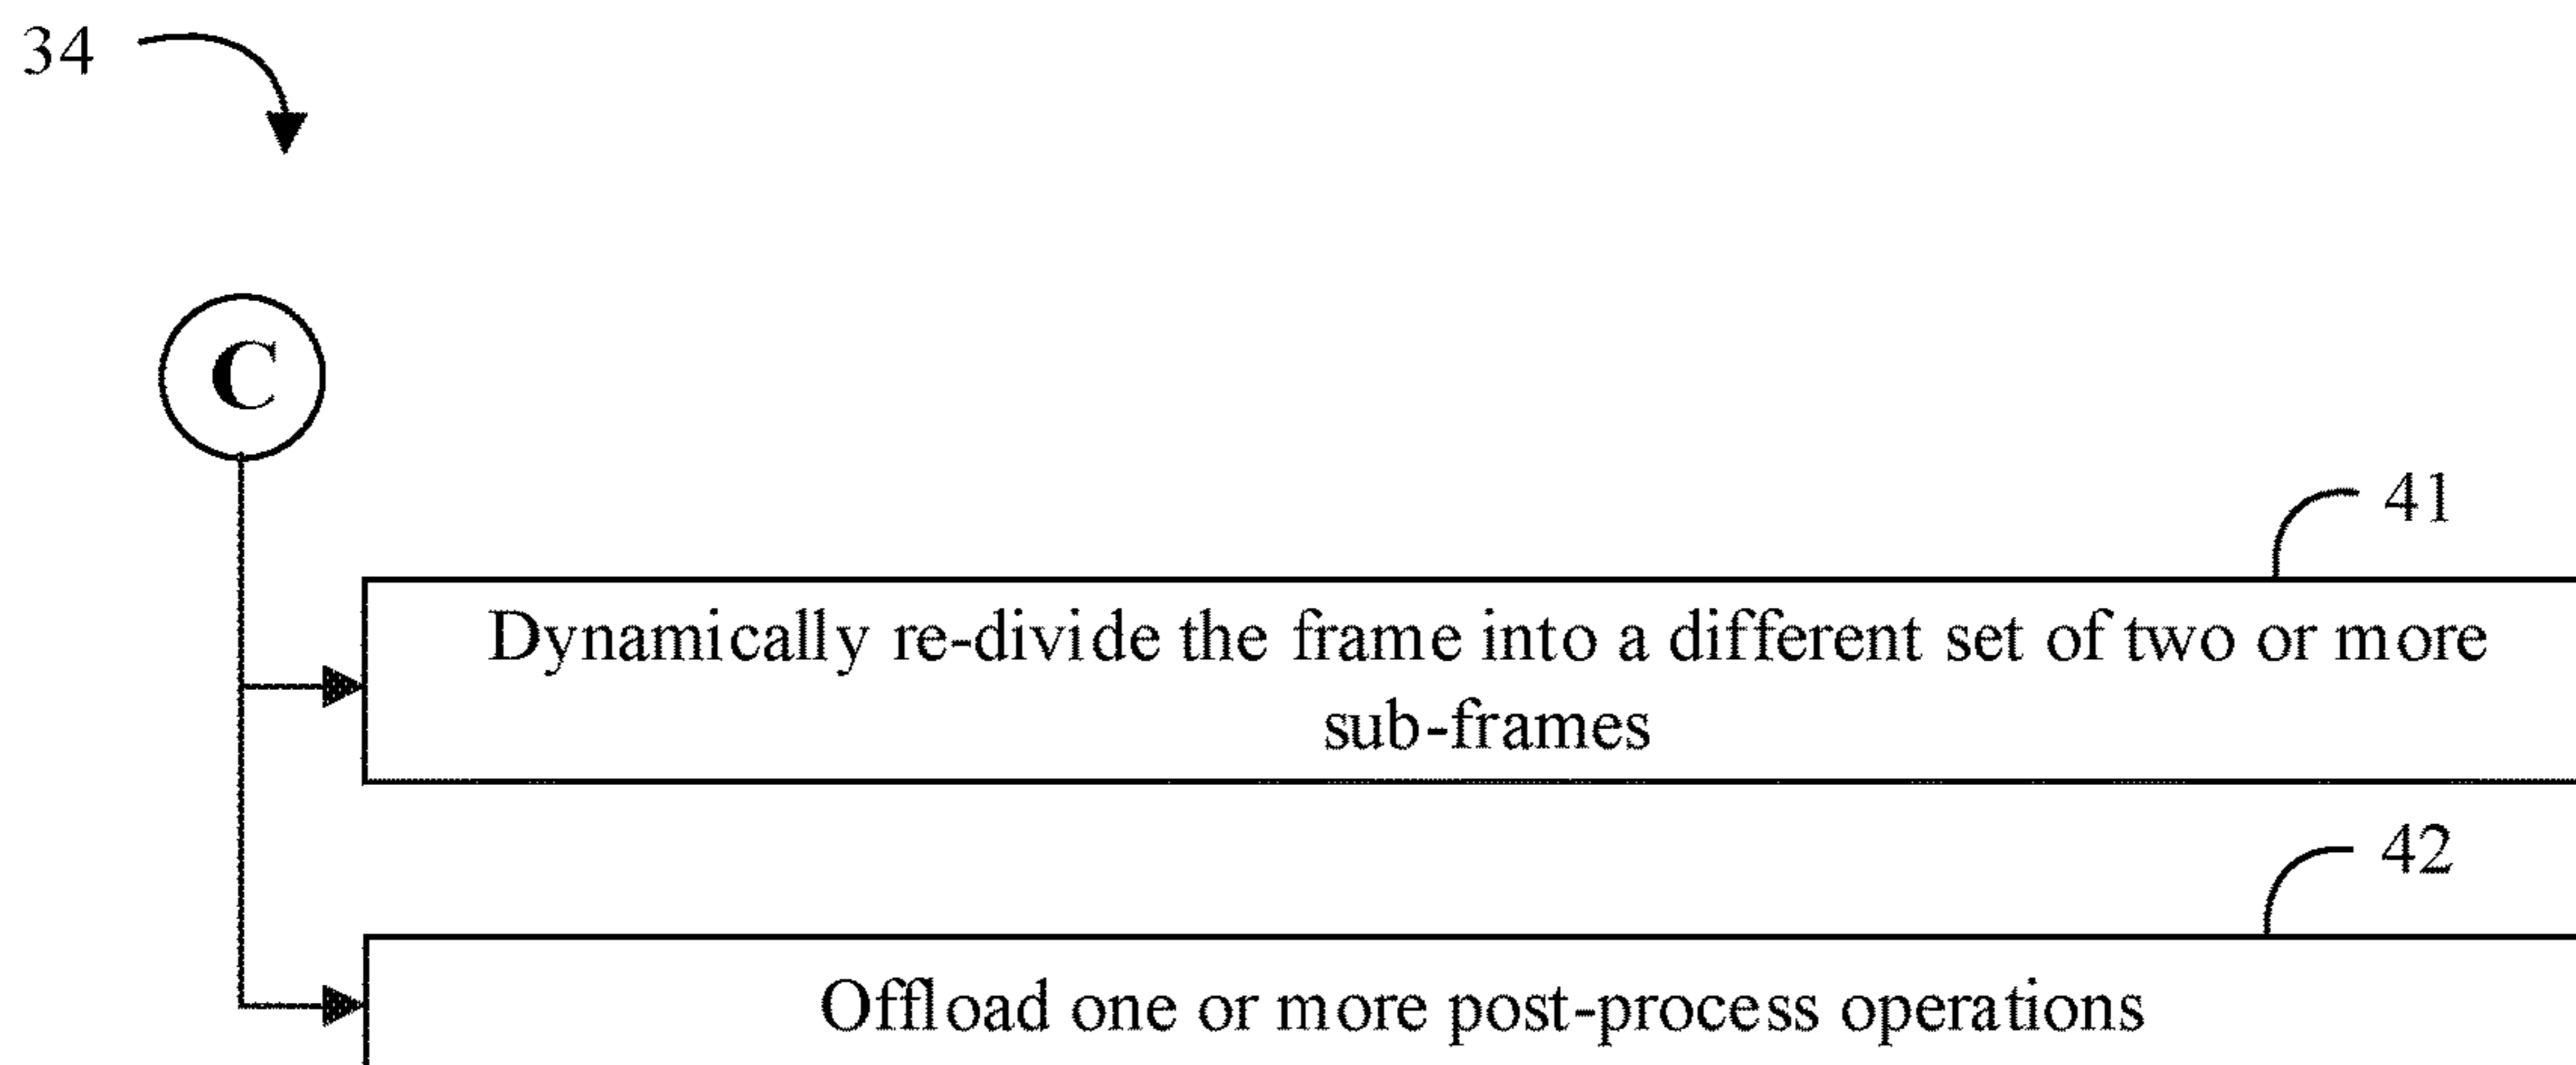 34
C
41
Dynamically re-divide the frame into a different set of two or more
sub-frames
42
Offload one or more post-process operations